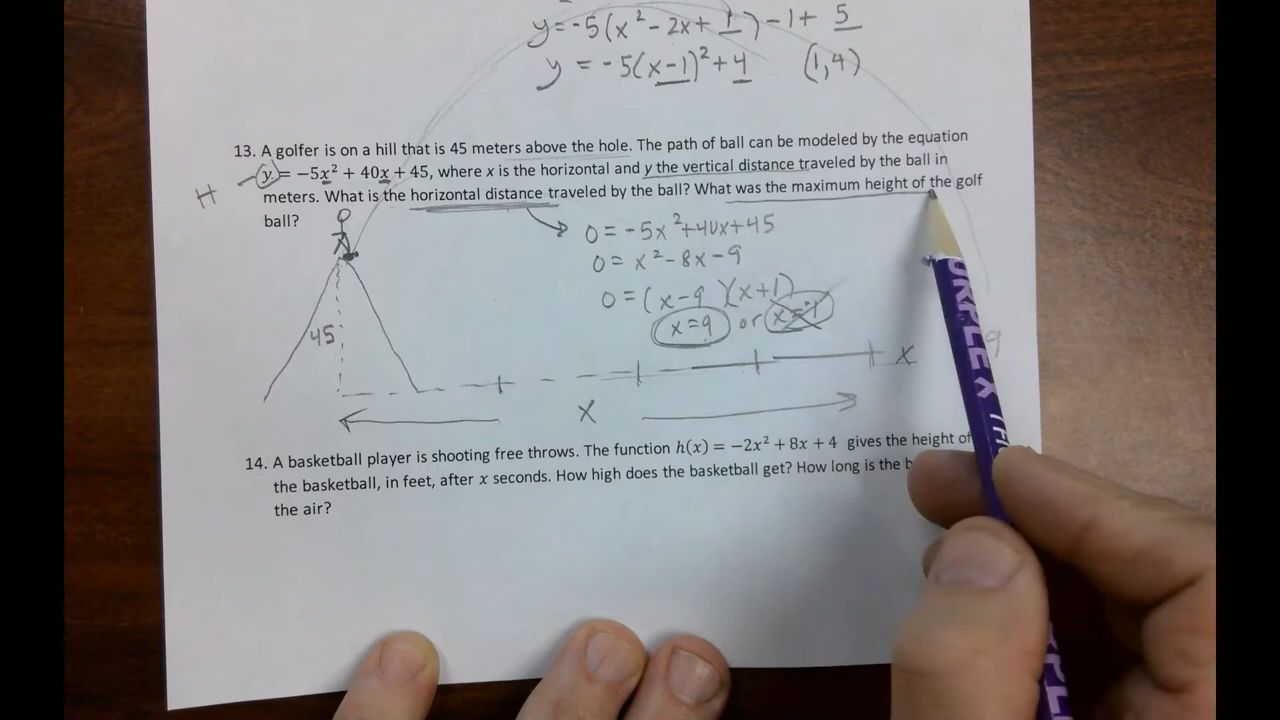 y = -5(x² - 2x + 1) - 1 + 5
y = -5(x-1)² + 4 (1,4)
13. A golfer is on a hill that is 45 meters above the hole. The path of ball can be modeled by the equation
H y = −5x² + 40x + 45, where x is the horizontal and y the vertical distance traveled by the ball in
meters. What is the horizontal distance traveled by the ball? What was the maximum height of the golf
ball?
0 = -5x² + 40x + 45
0 = x² - 8x - 9
0 = (x-9)(x+1)
x=9 or x=-1
45
x
x
14. A basketball player is shooting free throws. The function h(x) = −2x² + 8x + 4 gives the height of
the basketball, in feet, after x seconds. How high does the basketball get? How long is the
the air?